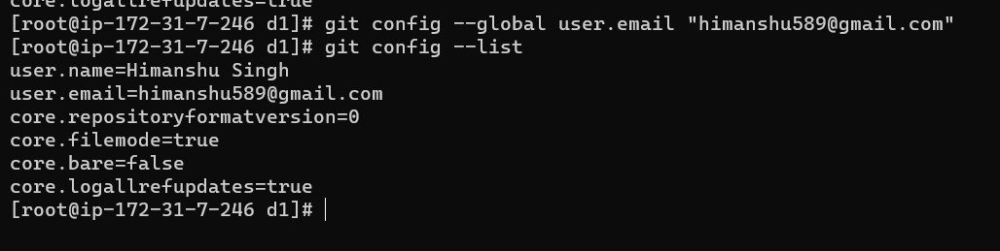 core.logallrefupdates=true
[root@ip-172-31-7-246 d1]# git config --global user.email "himanshu589@gmail.com"
[root@ip-172-31-7-246 d1]# git config --list
user.name=Himanshu Singh
user.email=himanshu589@gmail.com
core.repositoryformatversion=0
core.filemode=true
core.bare=false
core.logallrefupdates=true
[root@ip-172-31-7-246 d1]#